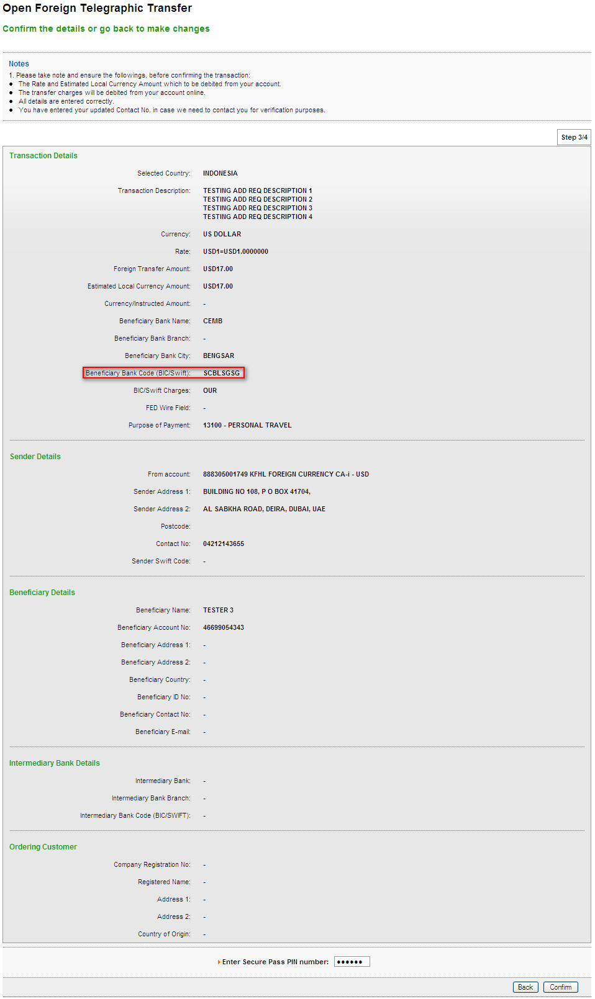 Open Foreign Telegraphic Transfer
Confirm the details or go back to make changes
Notes
1. Please take note and ensure the followings, before confirming the transaction:
● The Rate and Estimated Local Currency Amount which to be debited from your account.
● The transfer charges will be debited from your account online.
● All details are entered correctly.
● You have entered your updated Contact No. in case we need to contact you for verification purposes.
Step 3/4
Transaction Details
Selected Country: INDONESIA
Transaction Description: TESTING ADD REQ DESCRIPTION 1
TESTING ADD REQ DESCRIPTION 2
TESTING ADD REQ DESCRIPTION 3
TESTING ADD REQ DESCRIPTION 4
Currency: US DOLLAR
Rate: USD1=USD1.0000000
Foreign Transfer Amount: USD17.00
Estimated Local Currency Amount: USD17.00
Currency/Instructed Amount: -
Beneficiary Bank Name: CEMB
Beneficiary Bank Branch: -
Beneficiary Bank City: BENGSAR
Beneficiary Bank Code (BIC/Swift): SCBLSGSG
BIC/Swift Charges: OUR
FED Wire Field: -
Purpose of Payment: 13100 - PERSONAL TRAVEL
Sender Details
From account: 888305001749 KFHL FOREIGN CURRENCY CA-i - USD
Sender Address 1: BUILDING NO 108, P O BOX 41704,
Sender Address 2: AL SABKHA ROAD, DEIRA, DUBAI, UAE
Postcode:
Contact No: 04212143655
Sender Swift Code: -
Beneficiary Details
Beneficiary Name: TESTER 3
Beneficiary Account No: 46699054343
Beneficiary Address 1: -
Beneficiary Address 2: -
Beneficiary Country: -
Beneficiary ID No: -
Beneficiary Contact No: -
Beneficiary E-mail: -
Intermediary Bank Details
Intermediary Bank: -
Intermediary Bank Branch: -
Intermediary Bank Code (BIC/SWIFT): -
Ordering Customer
Company Registration No: -
Registered Name: -
Address 1: -
Address 2: -
Country of Origin: -
Enter Secure Pass PIN number: ●●●●●●
Back Confirm